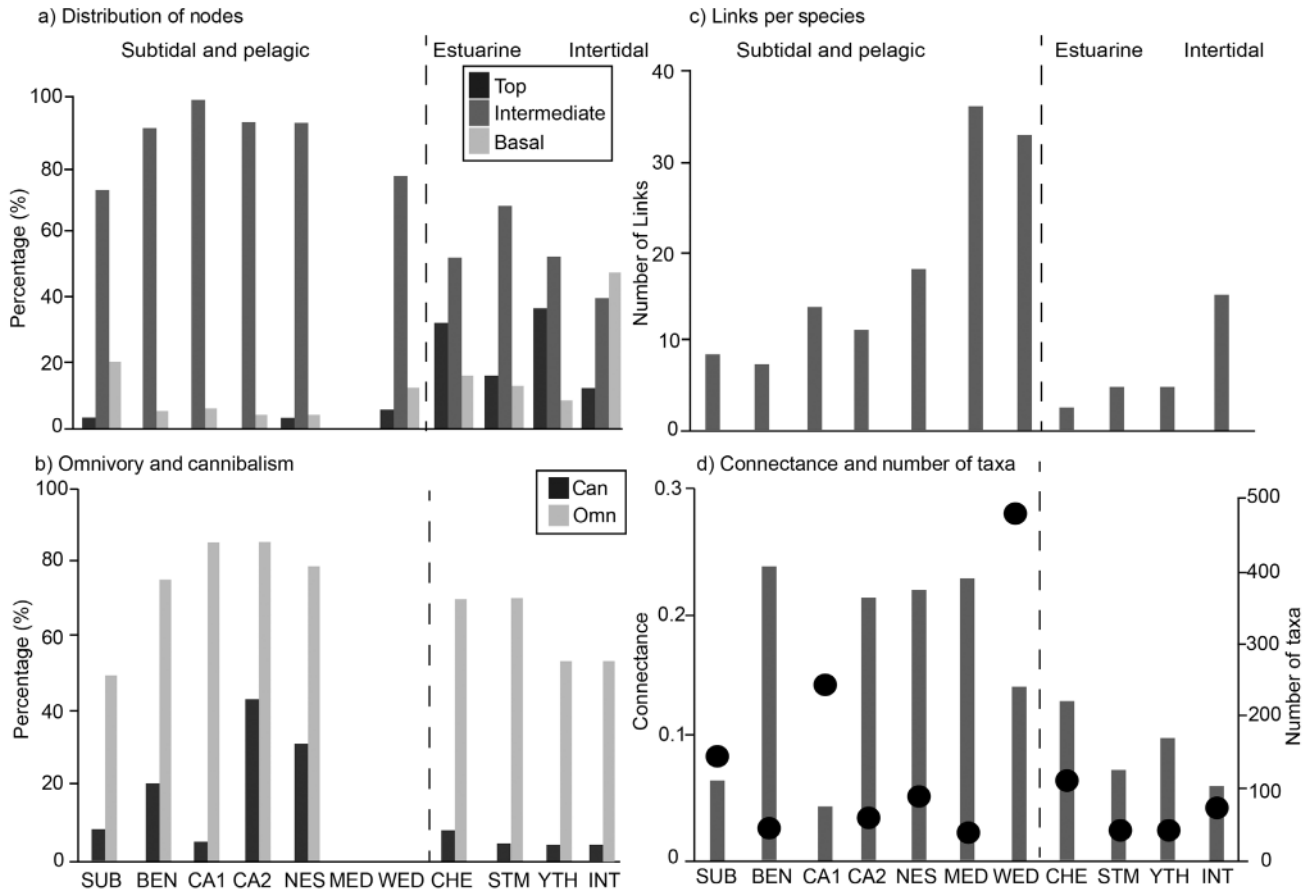 a) Distribution of nodes
Subtidal and pelagic
Estuarine
Intertidal
Top
Intermediate
Basal
100
80
60
40
20
0
Percentage (%)
c) Links per species
Subtidal and pelagic
Estuarine
Intertidal
40
30
20
10
0
Number of Links
b) Omnivory and cannibalism
Can
Omn
100
80
60
40
20
0
Percentage (%)
SUB BEN CA1 CA2 NES MED WED CHE STM YTH INT
d) Connectance and number of taxa
0.3
0.2
0.1
0
Connectance
500
400
300
200
100
0
Number of taxa
SUB BEN CA1 CA2 NES MED WED CHE STM YTH INT